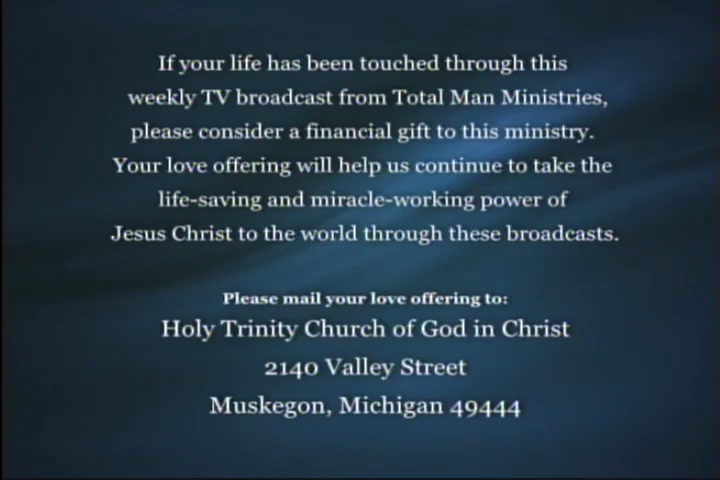 If your life has been touched through this
weekly TV broadcast from Total Man Ministries,
please consider a financial gift to this ministry.
Your love offering will help us continue to take the
life-saving and miracle-working power of
Jesus Christ to the world through these broadcasts.
Please mail your love offering to:
Holy Trinity Church of God in Christ
2140 Valley Street
Muskegon, Michigan 49444